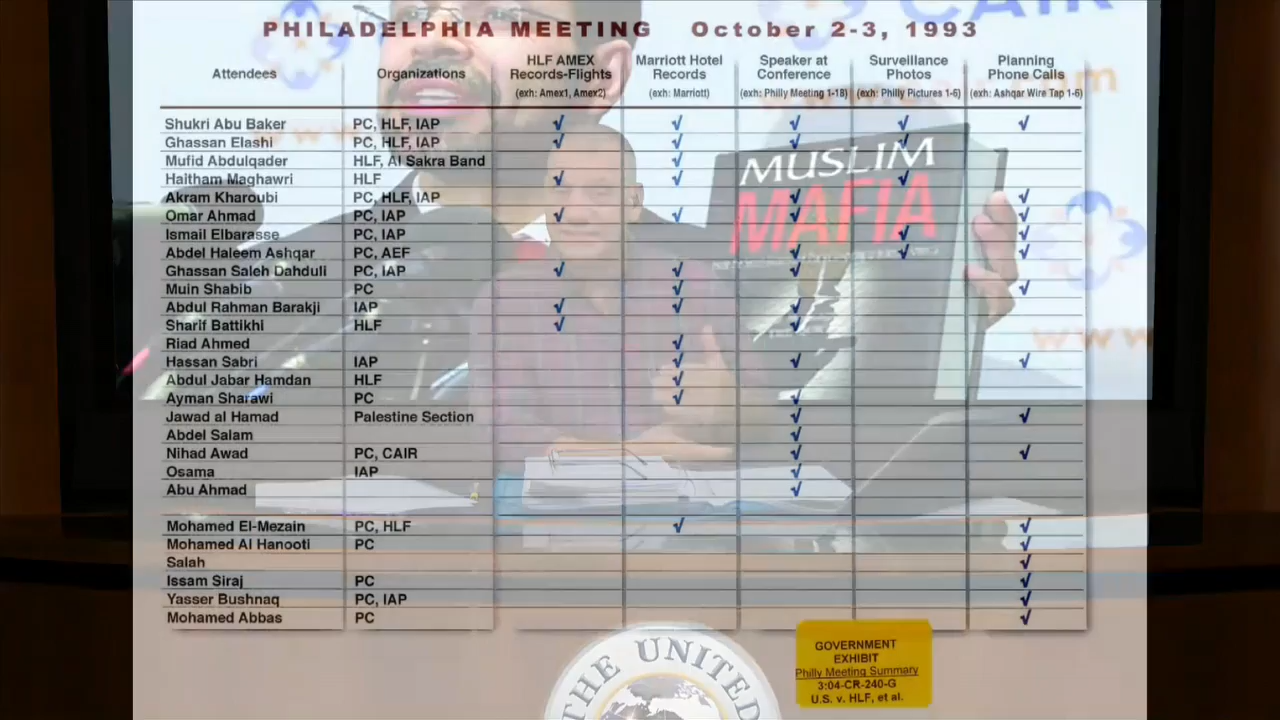 PHILADELPHIA MEETING October 2-3, 1993
Attendees Organizations HLF AMEX Records-Flights (exh: Amex1, Amex2) Marriott Hotel Records (exh: Marriott) Speaker at Conference (exh: Philly Meeting 1-18) Surveillance Photos (exh: Philly Pictures 1-6) Planning Phone Calls (exh: Ashqar Wire Tap 1-6)
Shukri Abu Baker PC, HLF, IAP √ √ √ √ √
Ghassan Elashi PC, HLF, IAP √ √ √ √
Mufid Abdulqader HLF, Al Sakra Band √
Haitham Maghawri HLF √ √ √
Akram Kharoubi PC, HLF, IAP √ √
Omar Ahmad PC, IAP √ √ √ √
Ismail Elbarasse PC, IAP √ √
Abdel Haleem Ashqar PC, AEF √ √ √
Ghassan Saleh Dahduli PC, IAP √ √ √
Muin Shabib PC √ √
Abdul Rahman Barakji IAP √ √ √
Sharif Battikhi HLF √ √
Riad Ahmed √
Hassan Sabri IAP √ √ √
Abdul Jabar Hamdan HLF √
Ayman Sharawi PC √ √
Jawad al Hamad Palestine Section √ √
Abdel Salam √
Nihad Awad PC, CAIR √ √
Osama IAP √
Abu Ahmad √
Mohamed El-Mezain PC, HLF √ √
Mohamed Al Hanooti PC √
Salah √
Issam Siraj PC √
Yasser Bushnaq PC, IAP √
Mohamed Abbas PC √
CAIR
MUSLIM
MAFIA
THE UNITED
GOVERNMENT
EXHIBIT
Philly Meeting Summary
3:04-CR-240-G
U.S. v. HLF, et al.